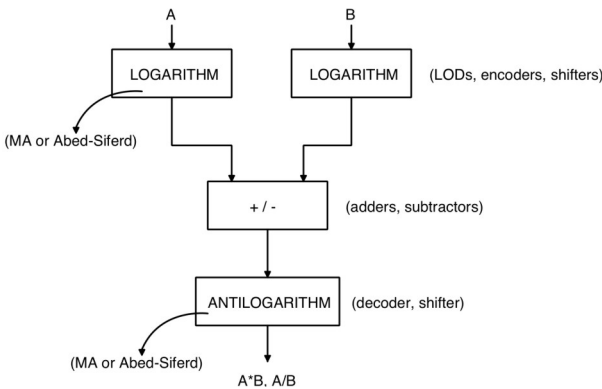 A
B
LOGARITHM
LOGARITHM
(LODs, encoders, shifters)
(MA or Abed-Siferd)
+ / -
(adders, subtractors)
ANTILOGARITHM
(decoder, shifter)
(MA or Abed-Siferd)
A*B, A/B